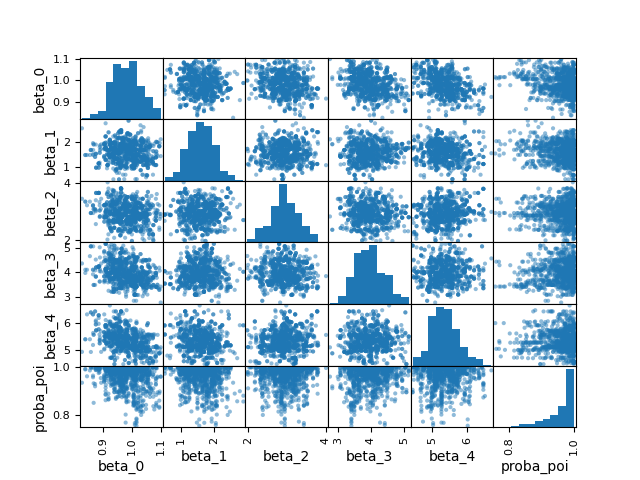 1.1
1.0
0.9
beta_0
2
1
beta_1
4
2
beta_2
5
4
3
beta_3
6
5
beta_4
1.0
0.8
proba_poi
0.9 1.0 1.1 1 2 2 4 3 4 5 5 6 0.8 1.0
beta_0 beta_1 beta_2 beta_3 beta_4 proba_poi